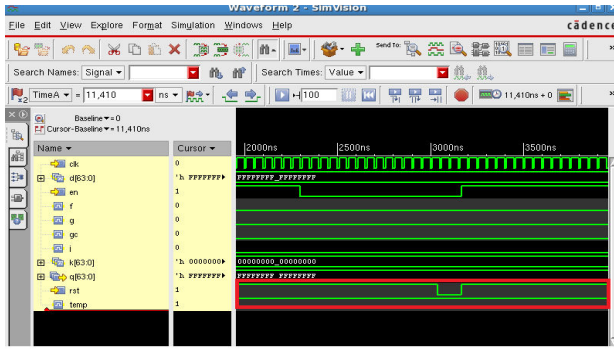 Waveform 2 - SimVision
File Edit View Explore Format Simulation Windows Help cādence
Send to:
Search Names: Signal Search Times: Value
x2 TimeA = 11,410 ns 100 11,410ns + 0
Baseline = 0
Cursor-Baseline = 11,410ns
Name Cursor 2000ns 2500ns 3000ns 3500ns
clk 0
d[63:0] 'h FFFFFFF FFFFFFFF_FFFFFFFF
en 1
f 0
g 0
gc 0
i 0
k[63:0] 'h 0000000 00000000_00000000
q[63:0] 'h FFFFFFF FFFFFFFF_FFFFFFFF
rst 1
temp 1